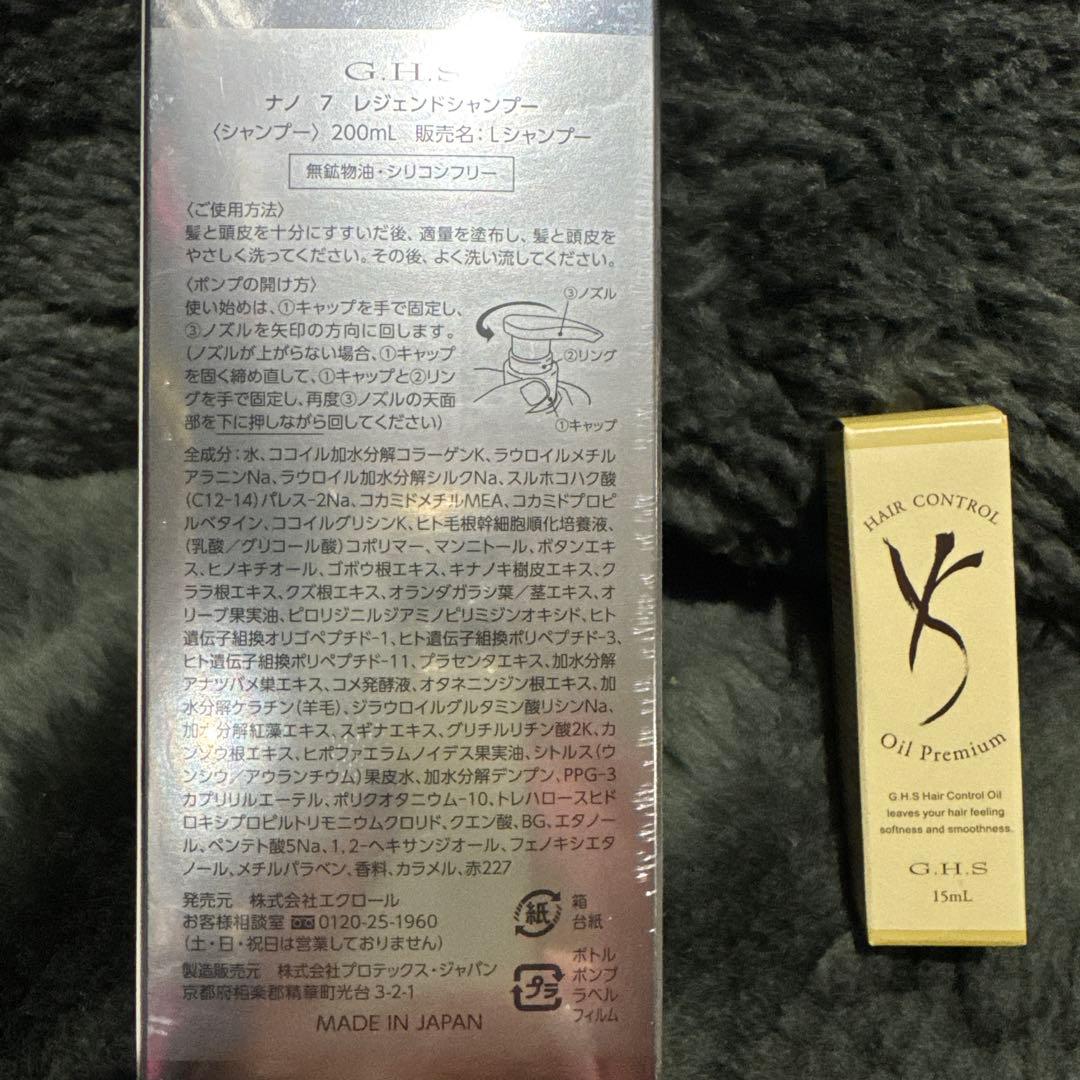 G.H.S
ナノ 7 レジェンドシャンプー
〈シャンプー〉200mL 販売名：Lシャンプー
無鉱物油・シリコンフリー
〈ご使用方法〉
髪と頭皮を十分にすすいだ後、適量を塗布し、髪と頭皮を
やさしく洗ってください。その後、よく洗い流してください。
〈ポンプの開け方〉
使い始めは、①キャップを手で固定し、
③ノズルを矢印の方向に回します。
(ノズルが上がらない場合、①キャップ
を固く締め直して、①キャップと②リン
グを手で固定し、再度③ノズルの天面
部を下に押しながら回してください)
③ノズル
②リング
①キャップ
全成分：水、ココイル加水分解コラーゲンK、ラウロイルメチル
アラニンNa、ラウロイル加水分解シルクNa、スルホコハク酸
(C12-14)パレス-2Na、コカミドメチルMEA、コカミドプロピ
ルベタイン、ココイルグリシンK、ヒト毛根幹細胞順化培養液、
(乳酸／グリコール酸)コポリマー、マンニトール、ボタンエキ
ス、ヒノキチオール、ゴボウ根エキス、キナノキ樹皮エキス、ク
ララ根エキス、クズ根エキス、オランダガラシ葉／茎エキス、オ
リーブ果実油、ピロリジニルジアミノピリミジンオキシド、ヒト
遺伝子組換オリゴペプチド-1、ヒト遺伝子組換ポリペプチド-3、
ヒト遺伝子組換ポリペプチド-11、プラセンタエキス、加水分解
アナツバメ巣エキス、コメ発酵液、オタネニンジン根エキス、加
水分解ケラチン(羊毛)、ジラウロイルグルタミン酸リシンNa、
加水分解紅藻エキス、スギナエキス、グリチルリチン酸2K、カ
ンゾウ根エキス、ヒポファエラムノイデス果実油、シトルス(ウ
ンシウ／アウランチウム)果皮水、加水分解デンプン、PPG-3
カプリリルエーテル、ポリクオタニウム-10、トレハロースヒド
ロキシプロピルトリモニウムクロリド、クエン酸、BG、エタノー
ル、ペンテト酸5Na、1,2-ヘキサンジオール、フェノキシエタ
ノール、メチルパラベン、香料、カラメル、赤227
発売元 株式会社エクロール
お客様相談室 0120-25-1960
(土・日・祝日は営業しておりません)
製造販売元 株式会社プロテックス・ジャパン
京都府相楽郡精華町光台 3-2-1
MADE IN JAPAN
紙
箱
台紙
プラ
ボトル
ポンプ
ラベル
フィルム
HAIR CONTROL
Oil Premium
G.H.S Hair Control Oil
leaves your hair feeling
softness and smoothness.
G.H.S
15mL